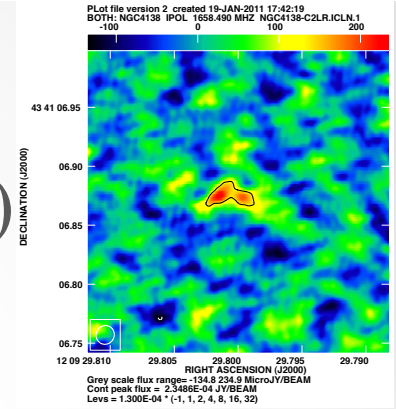 PLot file version 2 created 19-JAN-2011 17:42:19
BOTH: NGC4138 IPOL 1658.490 MHZ NGC4138-C2LR.ICLN.1
-100 0 100 200
43 41 06.95
06.90
06.85
06.80
06.75
DECLINATION (J2000)
12 09 29.810 29.805 29.800 29.795 29.790
RIGHT ASCENSION (J2000)
Grey scale flux range= -134.8 234.9 MicroJY/BEAM
Cont peak flux = 2.3486E-04 JY/BEAM
Levs = 1.300E-04 * (-1, 1, 2, 4, 8, 16, 32)